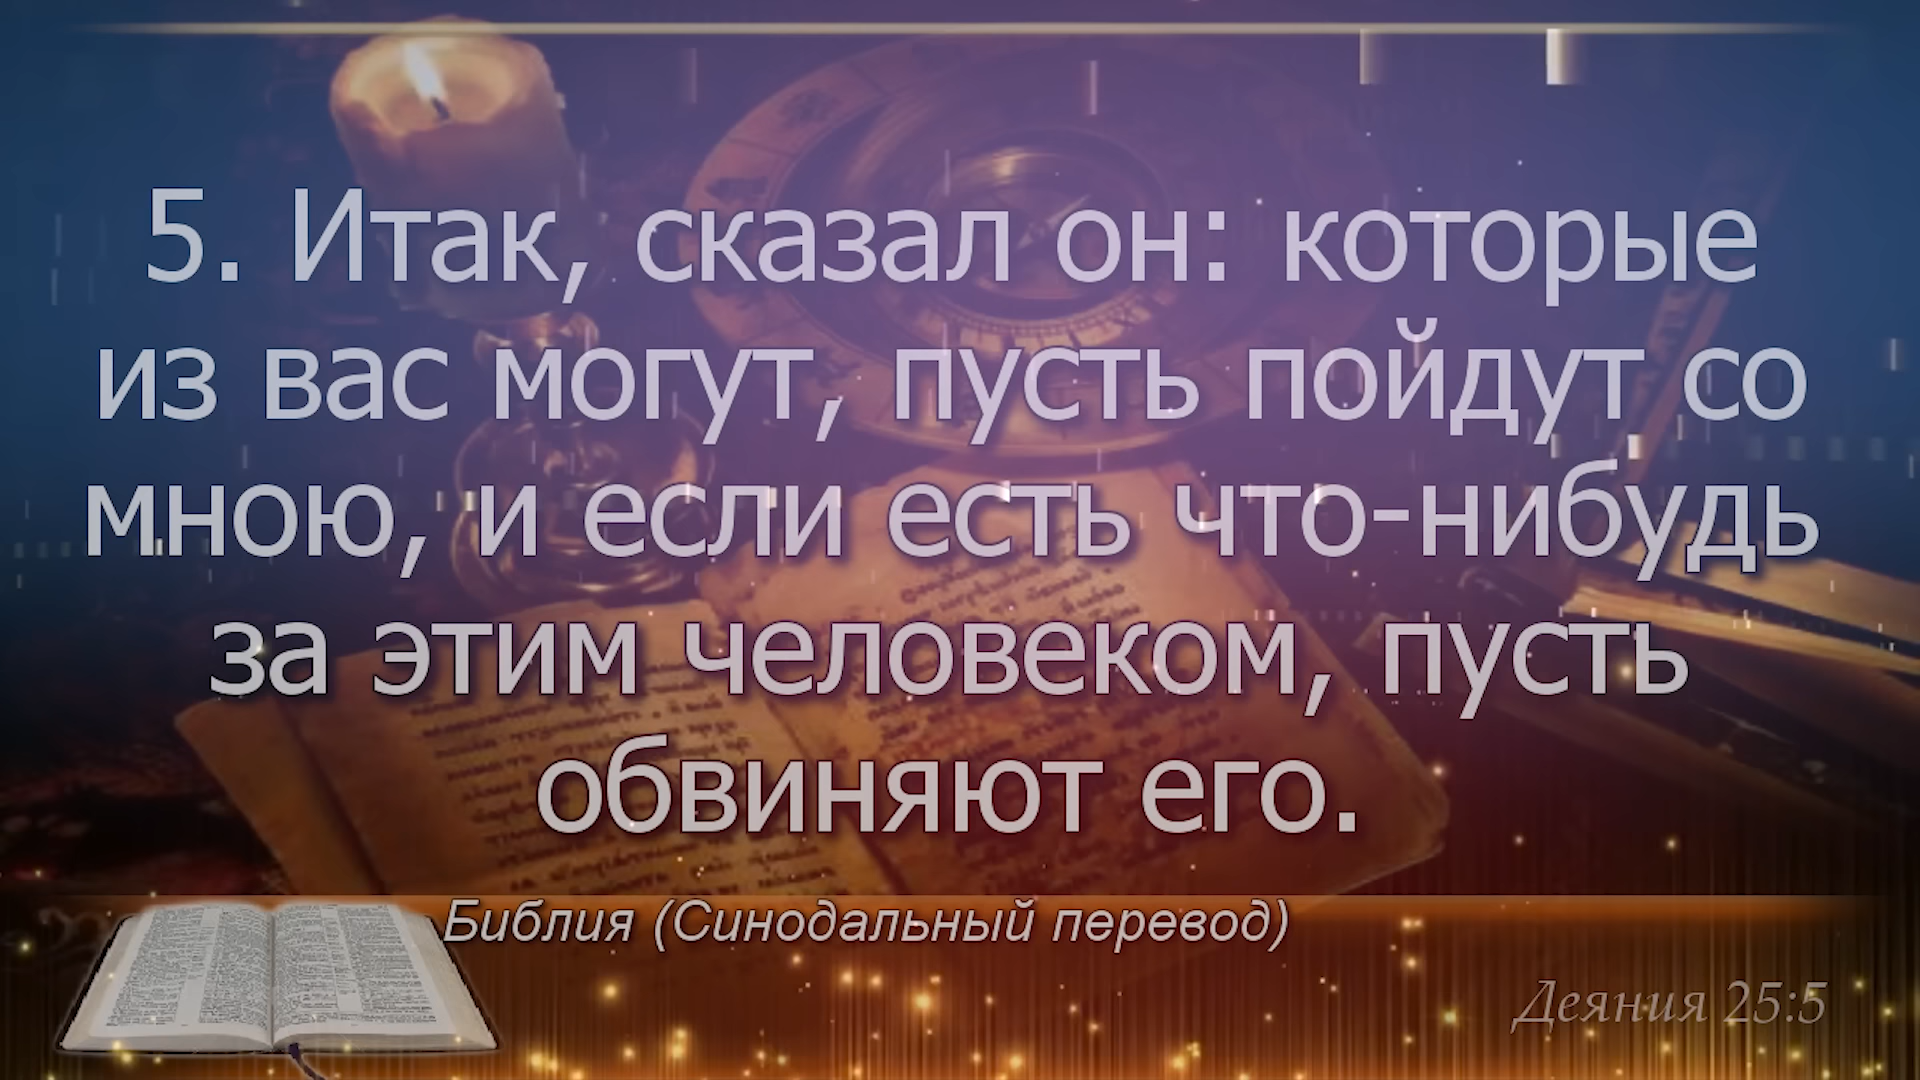 5. Итак, сказал он: которые
из вас могут, пусть пойдут со
мною, и если есть что-нибудь
за этим человеком, пусть
обвиняют его.
Библия (Синодальный перевод)
Деяния 25:5